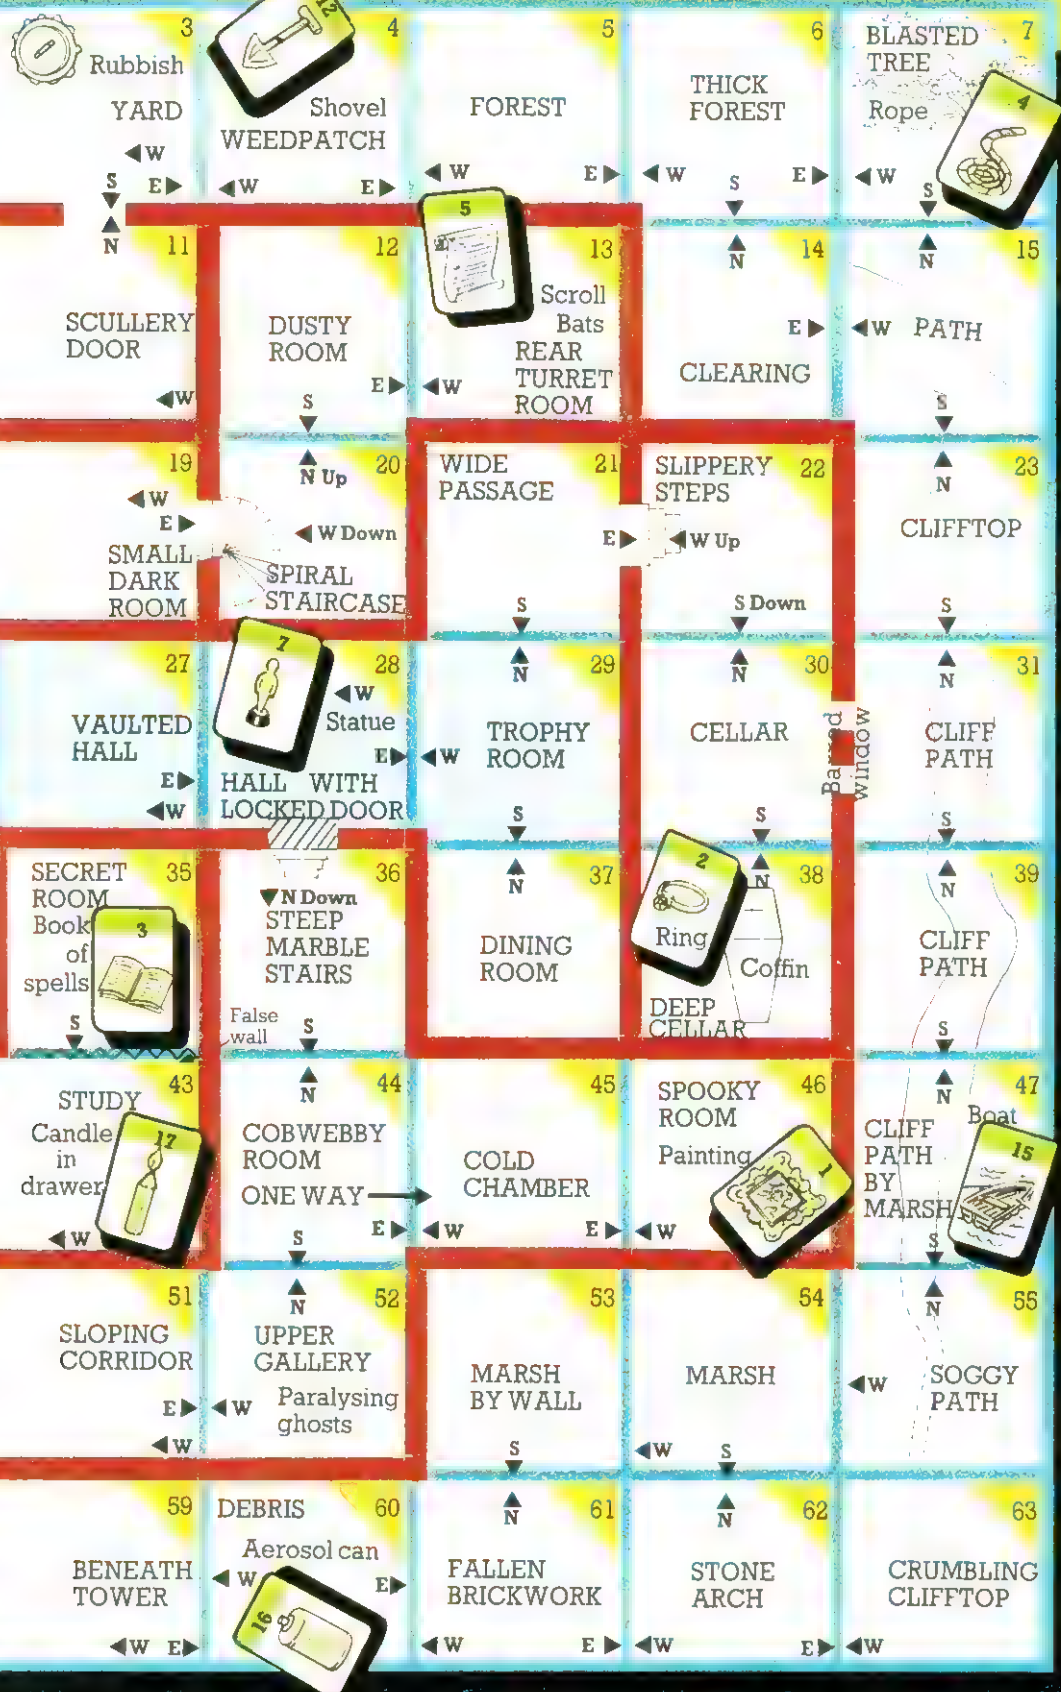 3
Rubbish
YARD
W
S
E
12
4
Shovel
WEEDPATCH
W E
5
FOREST
W E
6
THICK
FOREST
W S E
7
BLASTED
TREE
Rope
4
W S
N
11
SCULLERY
DOOR
W
12
DUSTY
ROOM
E
S
5
13
Scroll
Bats
REAR
TURRET
ROOM
W
N
14
E
CLEARING
N
15
W PATH
S
19
W
E
SMALL
DARK
ROOM
N Up
20
W Down
SPIRAL
STAIRCASE
WIDE
PASSAGE
21
E
S
SLIPPERY
STEPS
22
W Up
S Down
N
23
CLIFFTOP
S
27
VAULTED
HALL
E
W
7
28
W
Statue
E
HALL WITH
LOCKED DOOR
N
29
TROPHY
ROOM
W
S
N
30
CELLAR
S
Barred
window
N
31
CLIFF
PATH
S
SECRET
ROOM
35
Book
of
spells
3
S
36
N Down
STEEP
MARBLE
STAIRS
False
wall
S
N
37
DINING
ROOM
2
Ring
N
38
Coffin
DEEP
CELLAR
N
39
CLIFF
PATH
S
43
STUDY
Candle
in
drawer
17
W
N
44
COBWEBBY
ROOM
ONE WAY
E
S
45
COLD
CHAMBER
W E
SPOOKY
ROOM
46
Painting
1
W
N
47
Boat
15
CLIFF
PATH
BY
MARSH
S
51
SLOPING
CORRIDOR
E
W
N
52
UPPER
GALLERY
W
Paralysing
ghosts
53
MARSH
BY WALL
S
54
MARSH
W
S
N
55
W
SOGGY
PATH
59
BENEATH
TOWER
W E
DEBRIS
60
Aerosol can
W
E
16
N
61
FALLEN
BRICKWORK
W E
N
62
STONE
ARCH
W E
63
CRUMBLING
CLIFFTOP
W